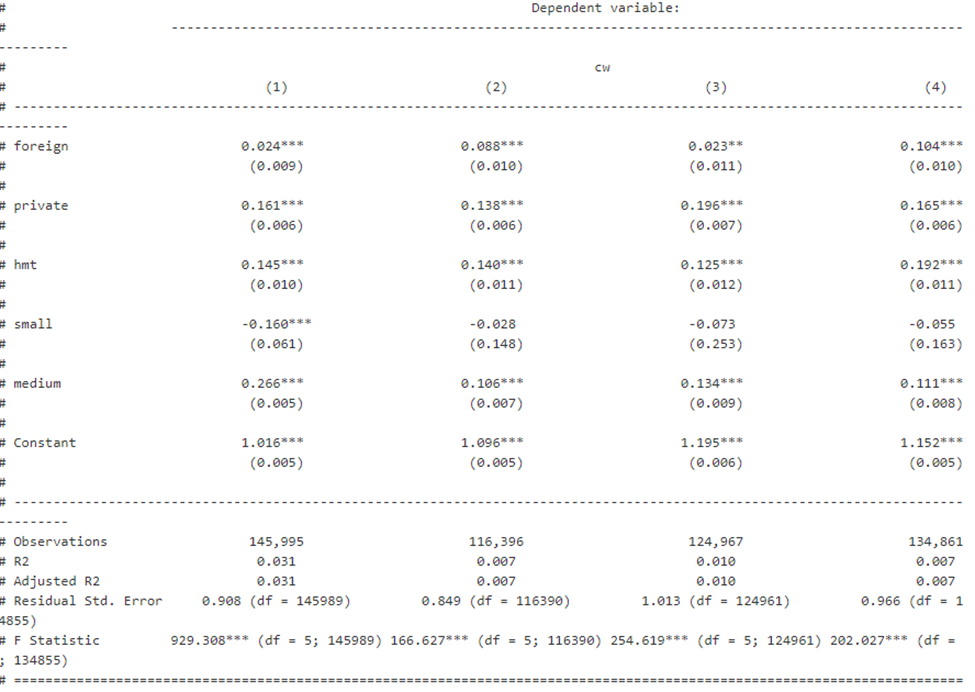 # Dependent variable:
# -----------------------------------------------------------------------------------------------------
---------
# cw
# (1) (2) (3) (4)
# -------------------------------------------------------------------------------------------------------------------------
---------
# foreign 0.024*** 0.088*** 0.023** 0.104***
# (0.009) (0.010) (0.011) (0.010)
#
# private 0.161*** 0.138*** 0.196*** 0.165***
# (0.006) (0.006) (0.007) (0.006)
#
# hmt 0.145*** 0.140*** 0.125*** 0.192***
# (0.010) (0.011) (0.012) (0.011)
#
# small -0.160*** -0.028 -0.073 -0.055
# (0.061) (0.148) (0.253) (0.163)
#
# medium 0.266*** 0.106*** 0.134*** 0.111***
# (0.005) (0.007) (0.009) (0.008)
#
# Constant 1.016*** 1.096*** 1.195*** 1.152***
# (0.005) (0.005) (0.006) (0.005)
#
# -------------------------------------------------------------------------------------------------------------------------
---------
# Observations 145,995 116,396 124,967 134,861
# R2 0.031 0.007 0.010 0.007
# Adjusted R2 0.031 0.007 0.010 0.007
# Residual Std. Error 0.908 (df = 145989) 0.849 (df = 116390) 1.013 (df = 124961) 0.966 (df = 1
4855)
# F Statistic 929.308*** (df = 5; 145989) 166.627*** (df = 5; 116390) 254.619*** (df = 5; 124961) 202.027*** (df =
; 134855)
# =========================================================================================================================